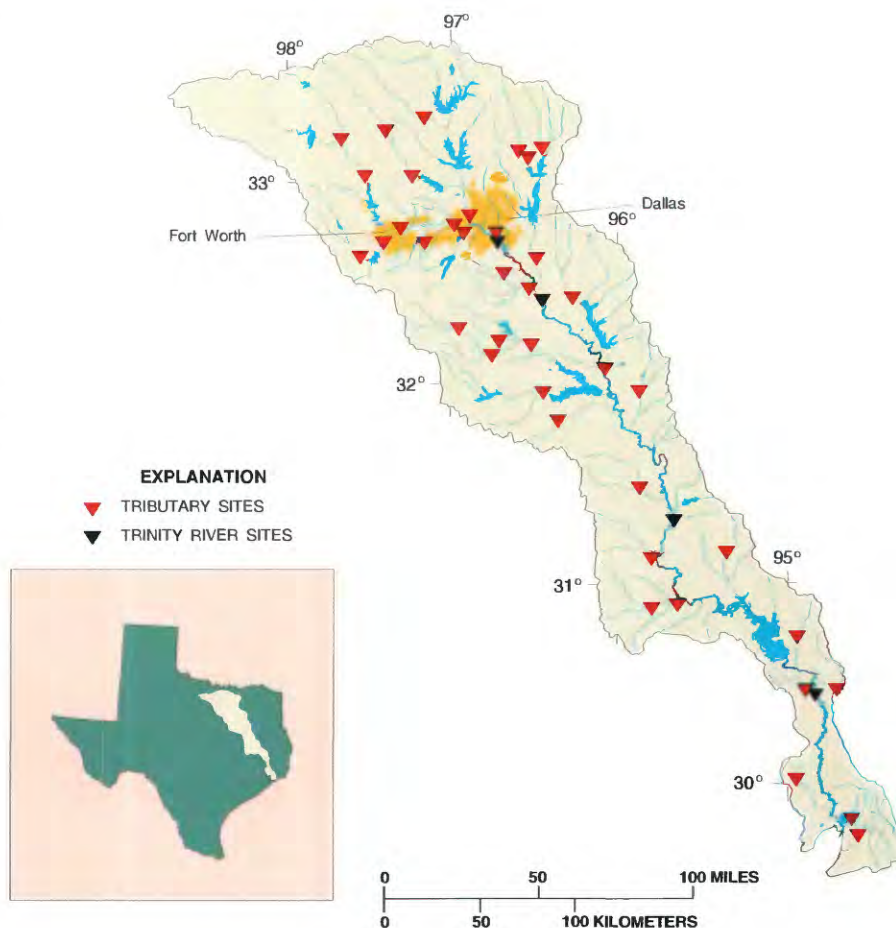 97°
98°
33°
Dallas
96°
Fort Worth
32°
EXPLANATION
TRIBUTARY SITES
TRINITY RIVER SITES
95°
31°
30°
0 50 100 MILES
0 50 100 KILOMETERS